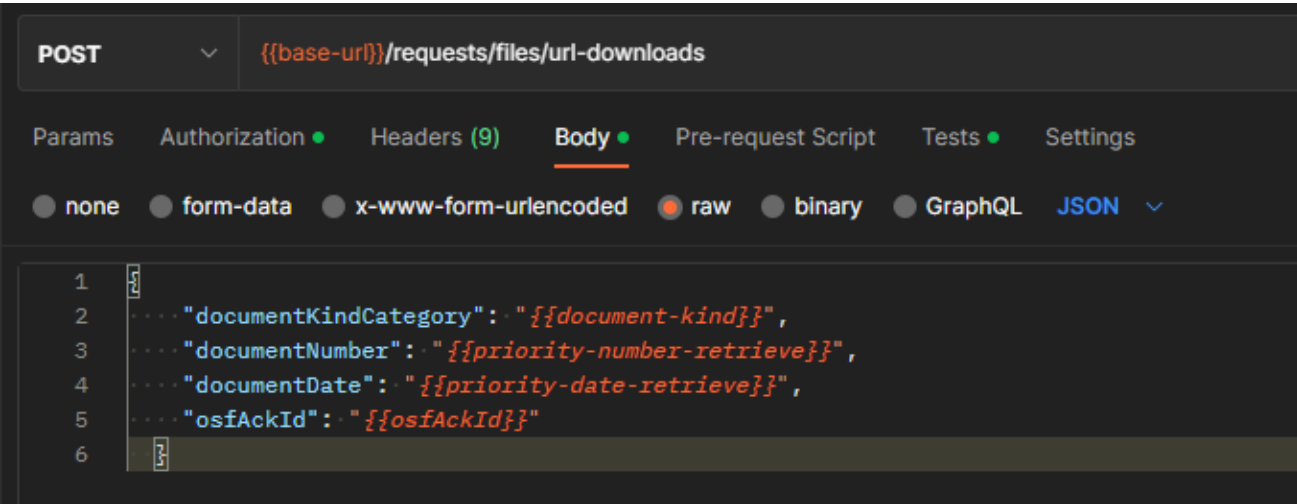 POST {{base-url}}/requests/files/url-downloads
Params Authorization Headers (9) Body Pre-request Script Tests Settings
none form-data x-www-form-urlencoded raw binary GraphQL JSON
1 {
2 "documentKindCategory": "{{document-kind}}",
3 "documentNumber": "{{priority-number-retrieve}}",
4 "documentDate": "{{priority-date-retrieve}}",
5 "osfAckId": "{{osfAckId}}"
6 }